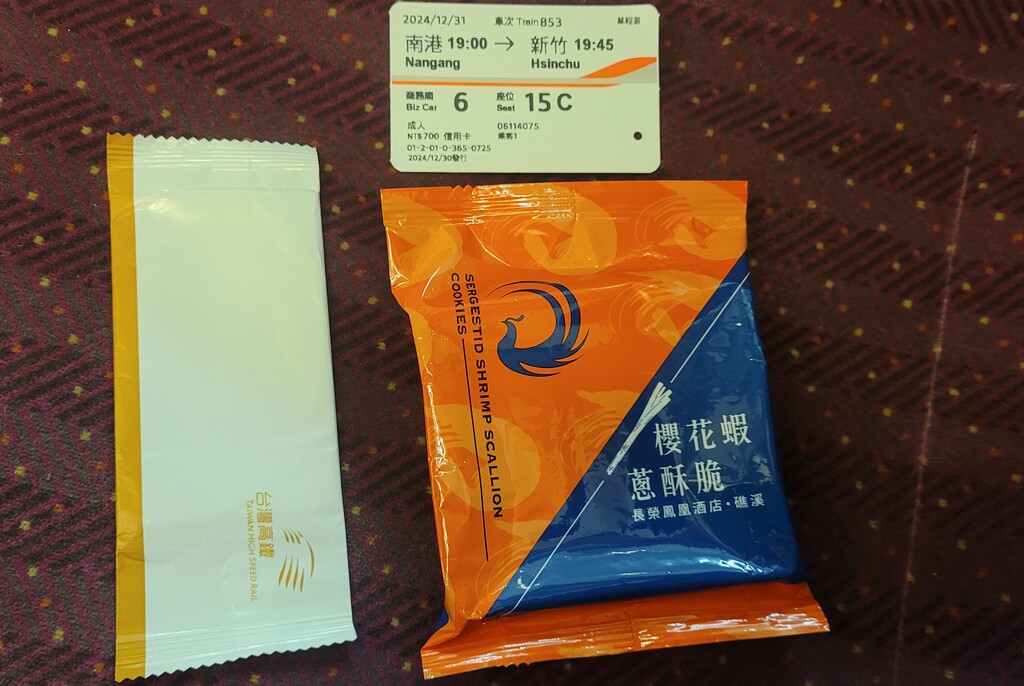 2024/12/31 車次 Train 853 單程票
南港 19:00 → 新竹 19:45
Nangang Hsinchu
商務廂 座位
Biz Car 6 Seat 15C
成人 06114075
NT$700 信用卡 乘客1
01-2-01-0-365-0725
2024/12/30發行
SERGESTID SHRIMP SCALLION
COOKIES
櫻花蝦
蔥酥脆
長榮鳳凰酒店・礁溪
台灣高鐵
TAIWAN HIGH SPEED RAIL